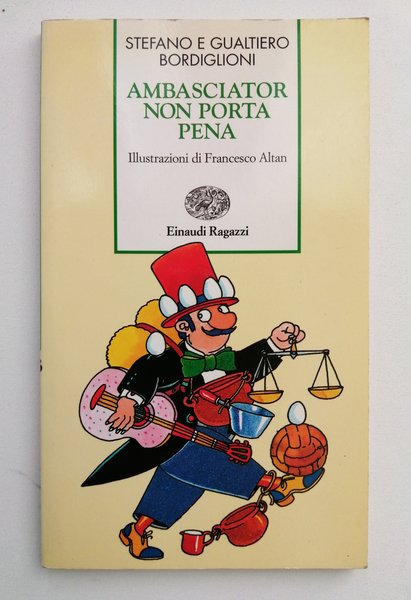 STEFANO E GUALTIERO
BORDIGLIONI
AMBASCIATOR
NON PORTA
PENA
Illustrazioni di Francesco Altan
Einaudi Ragazzi